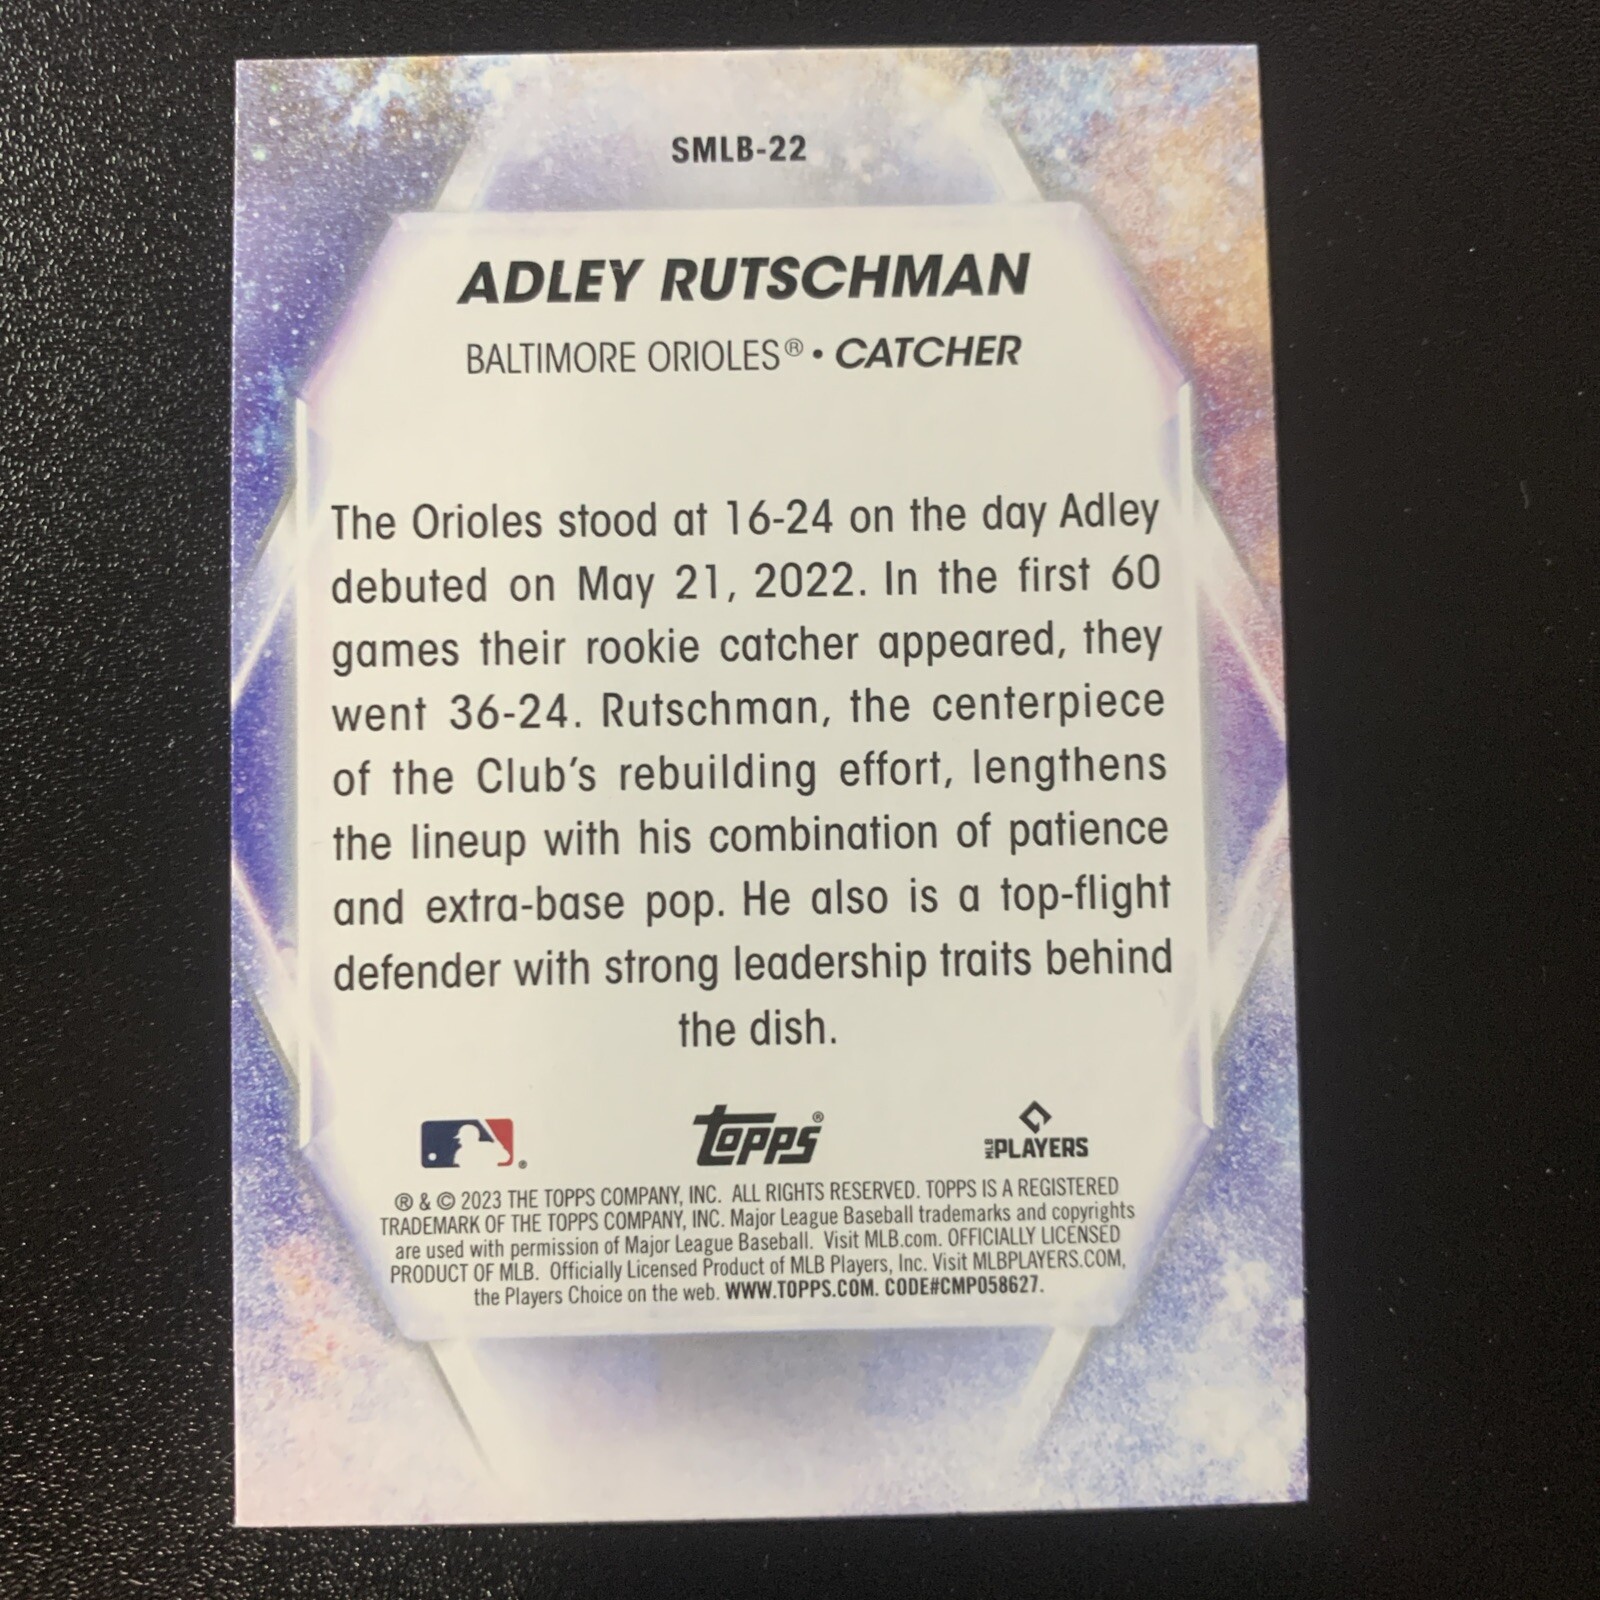 SMLB-22
ADLEY RUTSCHMAN
BALTIMORE ORIOLES® • CATCHER
The Orioles stood at 16-24 on the day Adley
debuted on May 21, 2022. In the first 60
games their rookie catcher appeared, they
went 36-24. Rutschman, the centerpiece
of the Club's rebuilding effort, lengthens
the lineup with his combination of patience
and extra-base pop. He also is a top-flight
defender with strong leadership traits behind
the dish.
Topps® MLB PLAYERS
® & © 2023 THE TOPPS COMPANY, INC. ALL RIGHTS RESERVED. TOPPS IS A REGISTERED
TRADEMARK OF THE TOPPS COMPANY, INC. Major League Baseball trademarks and copyrights
are used with permission of Major League Baseball. Visit MLB.com. OFFICIALLY LICENSED
PRODUCT OF MLB. Officially Licensed Product of MLB Players, Inc. Visit MLBPLAYERS.COM,
the Players Choice on the web. WWW.TOPPS.COM. CODE#CMP058627.